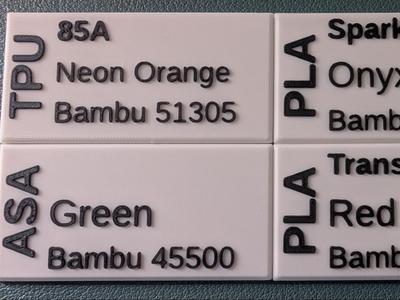 TPU
85A
Neon Orange
Bambu 51305
PLA
Spark
Onyx
Bamb
ASA
Green
Bambu 45500
PLA
Trans
Red
Bamb